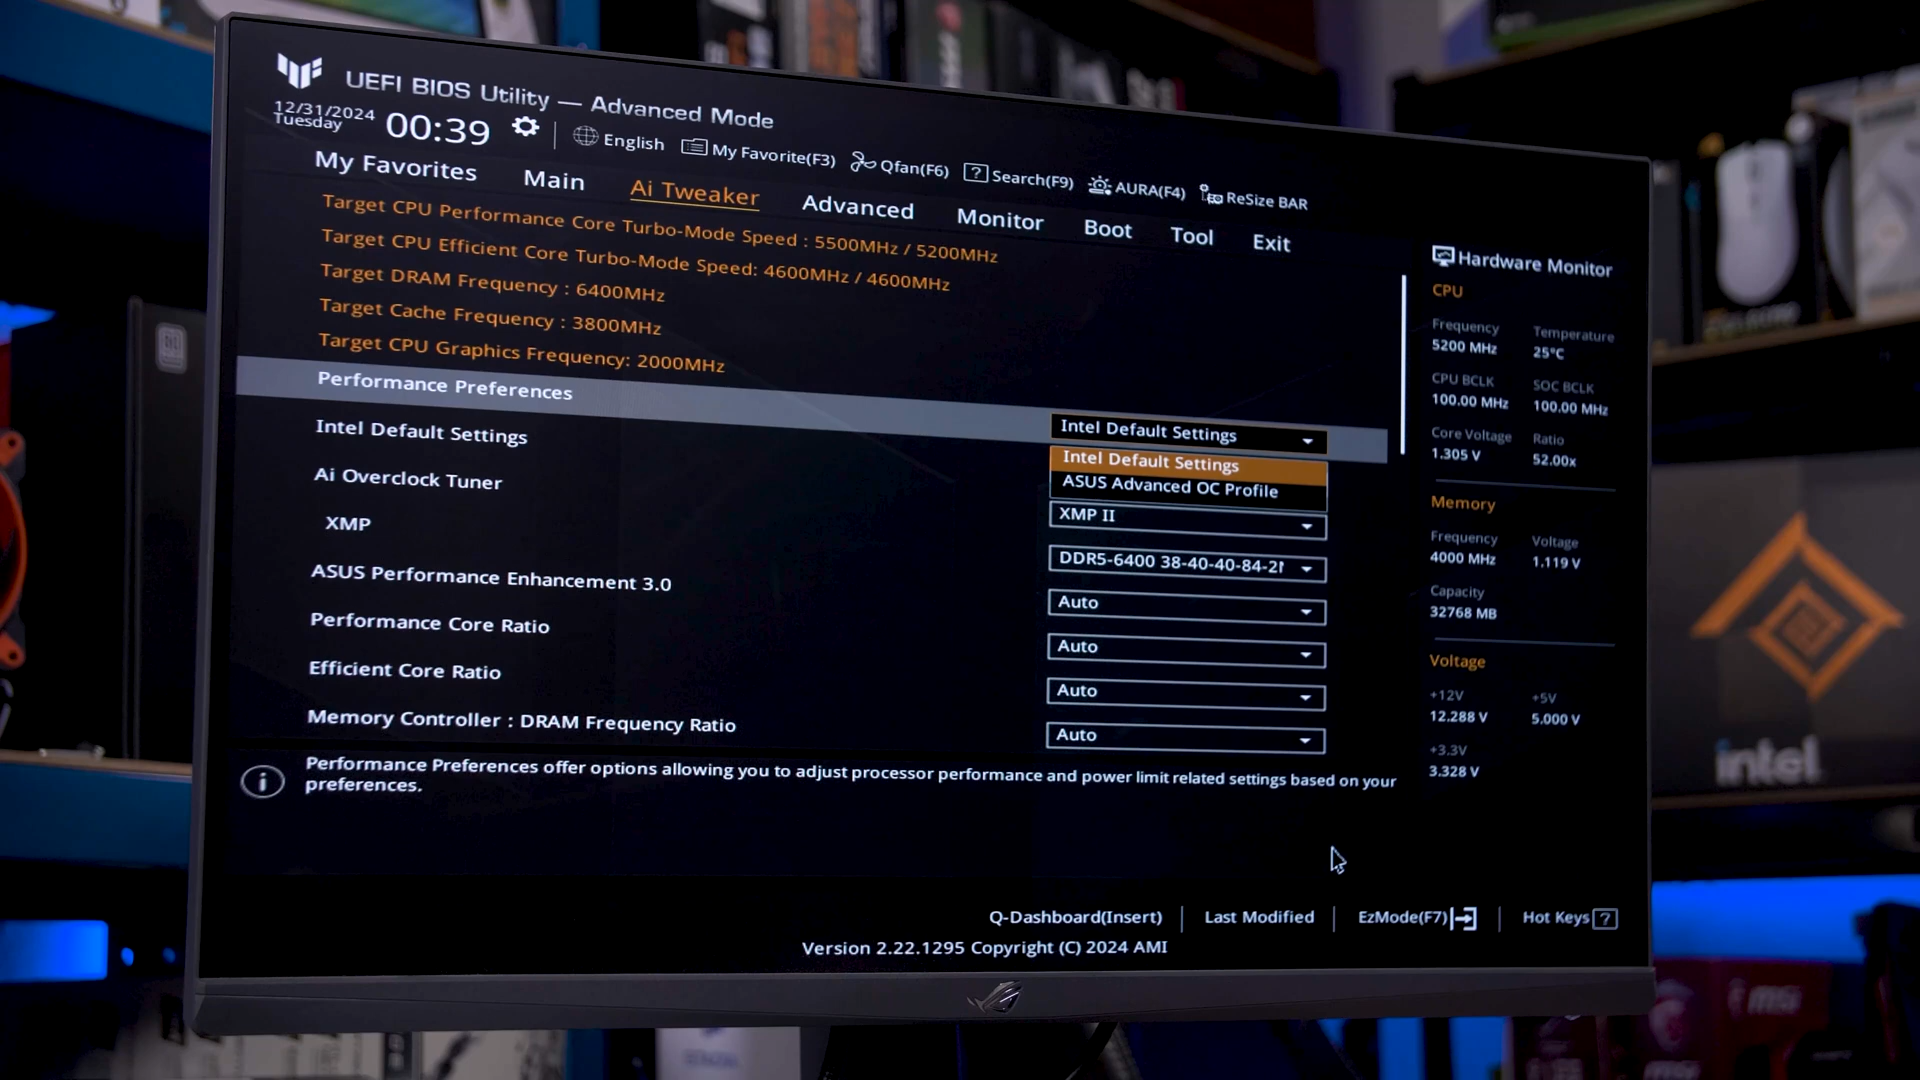 UEFI BIOS Utility — Advanced Mode
12/31/2024
Tuesday
00:39
English
My Favorite(F3)
Qfan(F6)
Search(F9)
AURA(F4)
ReSize BAR
My Favorites
Main
Ai Tweaker
Advanced
Monitor
Boot
Tool
Exit
Target CPU Performance Core Turbo-Mode Speed : 5500MHz / 5200MHz
Target CPU Efficient Core Turbo-Mode Speed: 4600MHz / 4600MHz
Target DRAM Frequency : 6400MHz
Target Cache Frequency : 3800MHz
Target CPU Graphics Frequency: 2000MHz
Performance Preferences
Intel Default Settings
Intel Default Settings
Intel Default Settings
ASUS Advanced OC Profile
Ai Overclock Tuner
XMP II
XMP
DDR5-6400 38-40-40-84-
ASUS Performance Enhancement 3.0
Auto
Performance Core Ratio
Auto
Efficient Core Ratio
Auto
Memory Controller : DRAM Frequency Ratio
Auto
Performance Preferences offer options allowing you to adjust processor performance and power limit related settings based on your
preferences.
Hardware Monitor
CPU
Frequency
Temperature
5200 MHz
25°C
CPU BCLK
SOC BCLK
100.00 MHz
100.00 MHz
Core Voltage
Ratio
1.305 V
52.00x
Memory
Frequency
Voltage
4000 MHz
1.119 V
Capacity
32768 MB
Voltage
+12V
+5V
12.288 V
5.000 V
+3.3V
3.328 V
Q-Dashboard(Insert)
Last Modified
EzMode(F7)
Hot Keys ?
Version 2.22.1295 Copyright (C) 2024 AMI
intel
msi